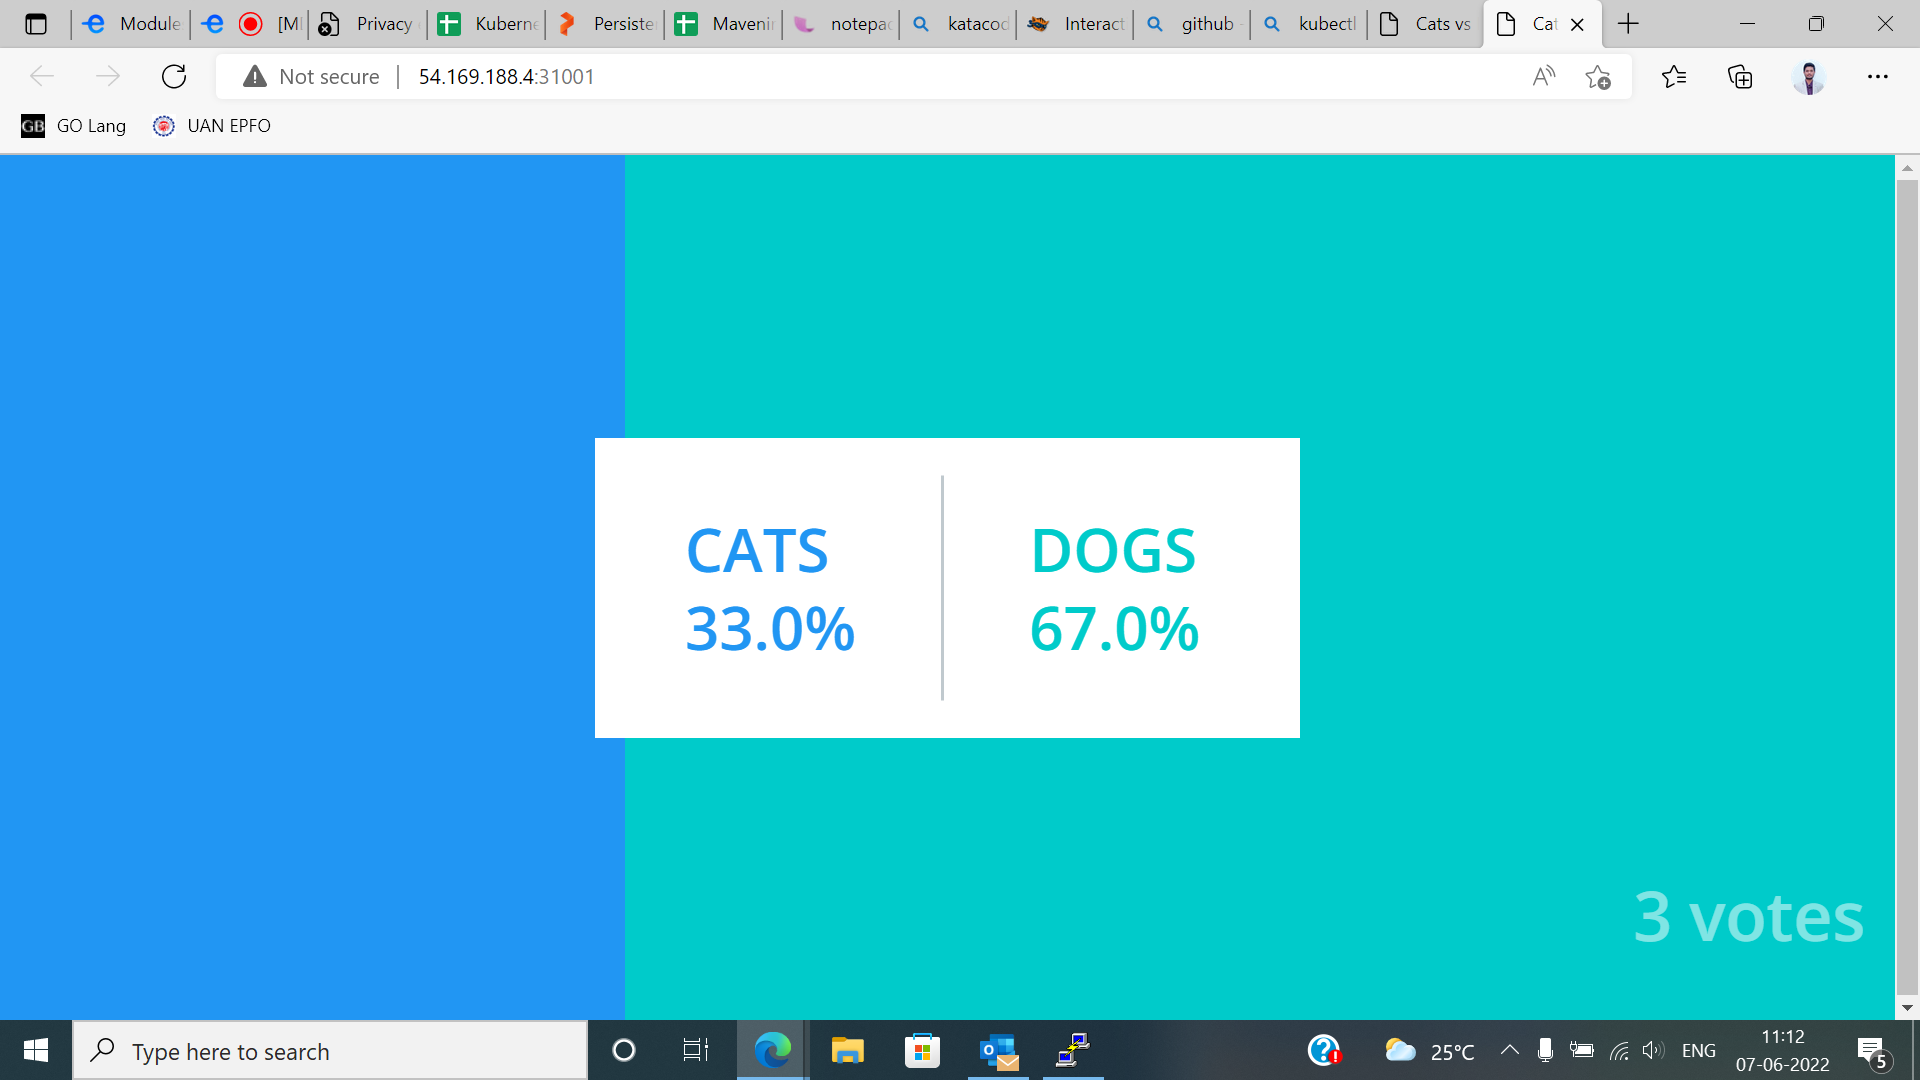 Module
[M
Privacy
Kuberne
Persiste
Mavenir
notepad
katacod
Interact
github -
kubectl
Cats vs
Cat
Not secure
54.169.188.4:31001
GB GO Lang
UAN EPFO
CATS
33.0%
DOGS
67.0%
3 votes
Type here to search
25°C
ENG
11:12
07-06-2022
5